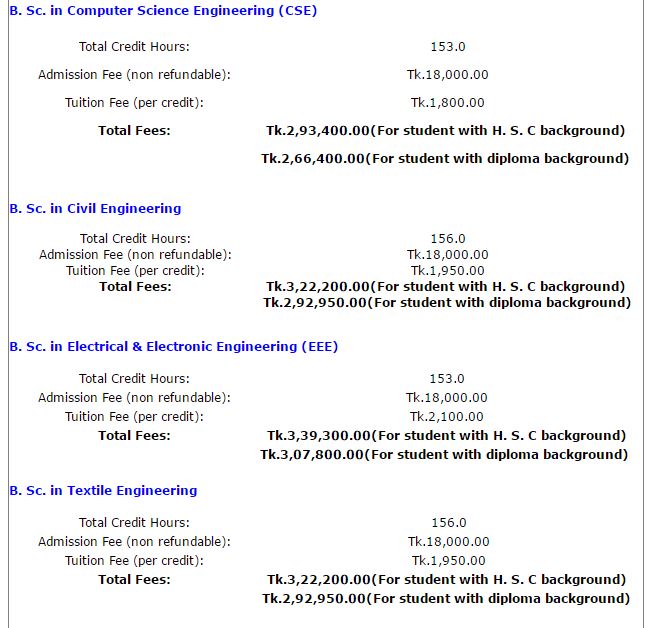 B. Sc. in Computer Science Engineering (CSE)
Total Credit Hours: 153.0
Admission Fee (non refundable): Tk.18,000.00
Tuition Fee (per credit): Tk.1,800.00
Total Fees: Tk.2,93,400.00(For student with H. S. C background)
Tk.2,66,400.00(For student with diploma background)
B. Sc. in Civil Engineering
Total Credit Hours: 156.0
Admission Fee (non refundable): Tk.18,000.00
Tuition Fee (per credit): Tk.1,950.00
Total Fees: Tk.3,22,200.00(For student with H. S. C background)
Tk.2,92,950.00(For student with diploma background)
B. Sc. in Electrical & Electronic Engineering (EEE)
Total Credit Hours: 153.0
Admission Fee (non refundable): Tk.18,000.00
Tuition Fee (per credit): Tk.2,100.00
Total Fees: Tk.3,39,300.00(For student with H. S. C background)
Tk.3,07,800.00(For student with diploma background)
B. Sc. in Textile Engineering
Total Credit Hours: 156.0
Admission Fee (non refundable): Tk.18,000.00
Tuition Fee (per credit): Tk.1,950.00
Total Fees: Tk.3,22,200.00(For student with H. S. C background)
Tk.2,92,950.00(For student with diploma background)